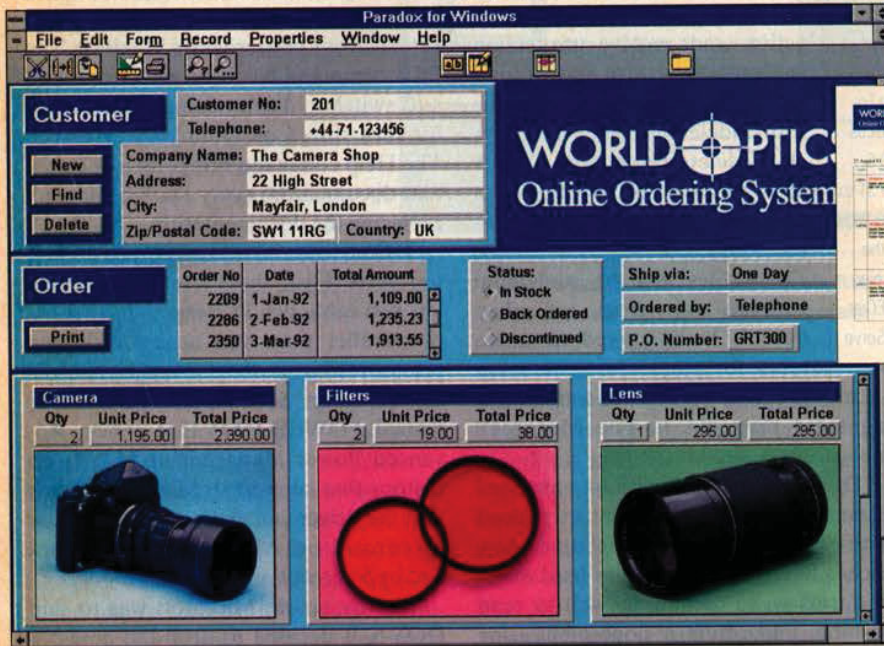 Paradox for Windows
File Edit Form Record Properties Window Help
ab
Customer
Customer No: 201
Telephone: +44-71-123456
New
Find
Delete
Company Name: The Camera Shop
Address: 22 High Street
City: Mayfair, London
Zip/Postal Code: SW1 11RG Country: UK
WORLD OPTICS
Online Ordering System
Order
Print
Order No Date Total Amount
2209 1-Jan-92 1,109.00
2286 2-Feb-92 1,235.23
2350 3-Mar-92 1,913.55
Status:
In Stock
Back Ordered
Discontinued
Ship via: One Day
Ordered by: Telephone
P.O. Number: GRT300
Camera
Qty Unit Price Total Price
2 1,195.00 2,390.00
Filters
Qty Unit Price Total Price
2 19.00 38.00
Lens
Qty Unit Price Total Price
1 295.00 295.00